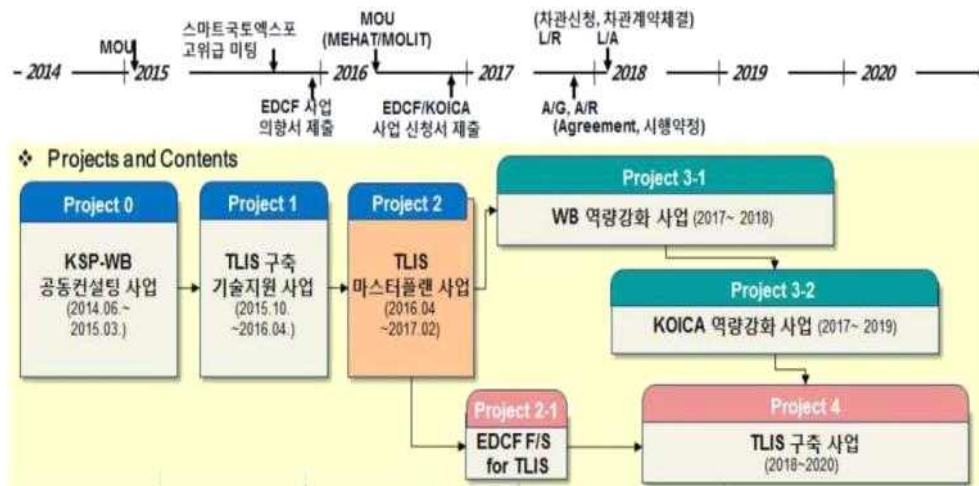 MOU
스마트국토엑스포
고위급 미팅
MOU
(MEHAT/MOLIT)
(차관신청, 차관계약체결)
L/R L/A
2014 2015 2016 2017 2018 2019 2020
EDCF 사업
의향서 제출
EDCF/KOICA
사업 신청서 제출
A/G, A/R
(Agreement, 시행약정)
❖ Projects and Contents
Project 0
KSP-WB
공동컨설팅 사업
(2014.06.~
2015.03.)
Project 1
TLIS 구축
기술지원 사업
(2015.10.
~2016.04.)
Project 2
TLIS
마스터플랜 사업
(2016.04
~2017.02)
Project 3-1
WB 역량강화 사업 (2017~ 2018)
Project 3-2
KOICA 역량강화 사업 (2017~ 2019)
Project 2-1
EDCF F/S
for TLIS
Project 4
TLIS 구축 사업
(2018~2020)